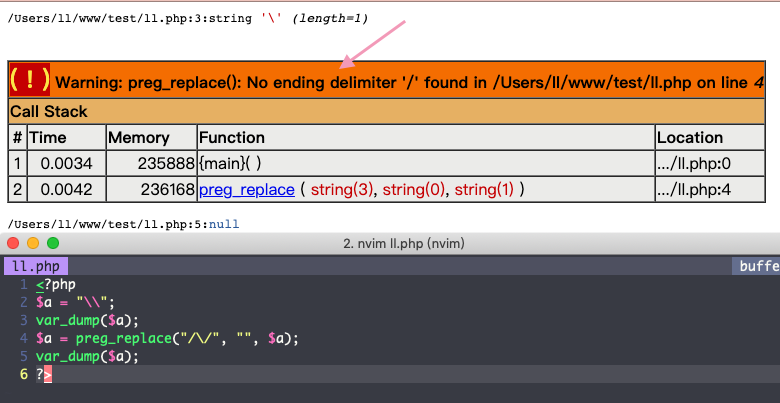 /Users/ll/www/test/ll.php:3:string '\' (length=1)
(!) Warning: preg_replace(): No ending delimiter '/' found in /Users/ll/www/test/ll.php on line 4
Call Stack
# Time Memory Function Location
1 0.0034 235888 {main}( ) .../ll.php:0
2 0.0042 236168 preg_replace ( string(3), string(0), string(1) ) .../ll.php:4
/Users/ll/www/test/ll.php:5:null
2. nvim ll.php (nvim)
ll.php buffe
1 <?php
2 $a = "\\";
3 var_dump($a);
4 $a = preg_replace("/\/", "", $a);
5 var_dump($a);
6 ?>